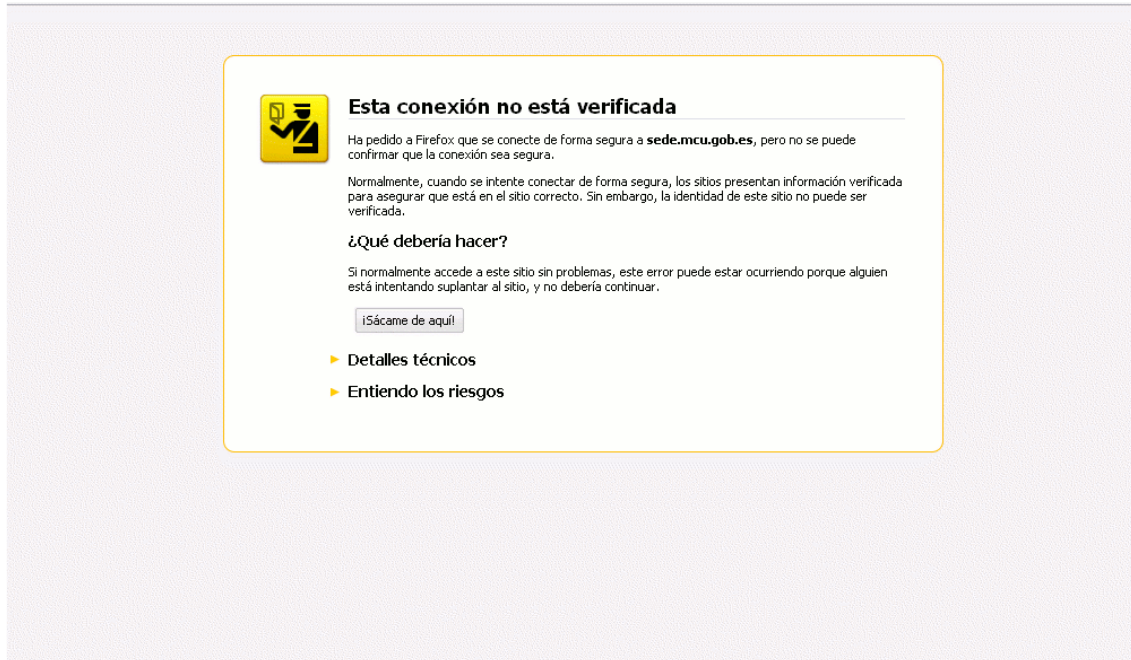 Esta conexión no está verificada
Ha pedido a Firefox que se conecte de forma segura a sede.mcu.gob.es, pero no se puede
confirmar que la conexión sea segura.
Normalmente, cuando se intente conectar de forma segura, los sitios presentan información verificada
para asegurar que está en el sitio correcto. Sin embargo, la identidad de este sitio no puede ser
verificada.
¿Qué debería hacer?
Si normalmente accede a este sitio sin problemas, este error puede estar ocurriendo porque alguien
está intentando suplantar al sitio, y no debería continuar.
¡Sácame de aquí!
Detalles técnicos
Entiendo los riesgos